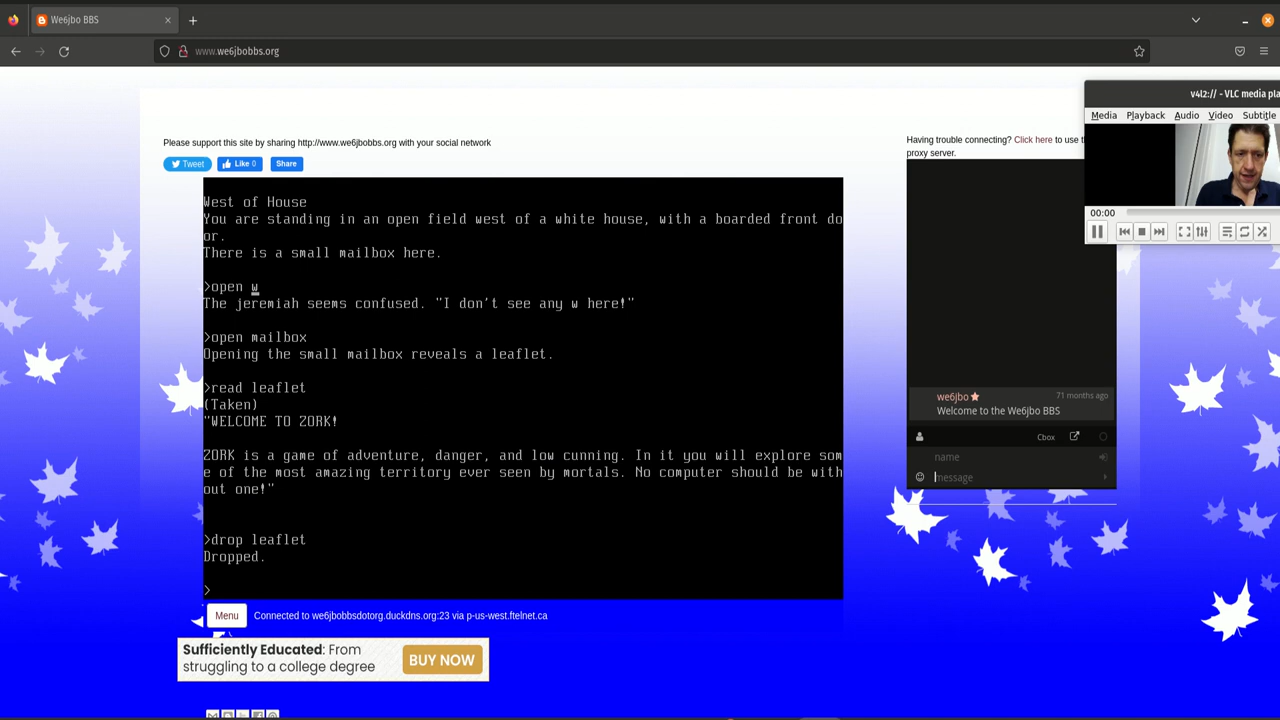 We6jbo BBS
www.we6jbobbs.org
v4l2:// - VLC media pla
Media Playback Audio Video Subtitle
00:00
Please support this site by sharing http://www.we6jbobbs.org with your social network
Tweet Like 0 Share
Having trouble connecting? Click here to use t
proxy server.
West of House
You are standing in an open field west of a white house, with a boarded front do
or.
There is a small mailbox here.
>open w
The jeremiah seems confused. "I don't see any w here!"
>open mailbox
Opening the small mailbox reveals a leaflet.
>read leaflet
(Taken)
"WELCOME TO ZORK!
ZORK is a game of adventure, danger, and low cunning. In it you will explore som
e of the most amazing territory ever seen by mortals. No computer should be with
out one!"
>drop leaflet
Dropped.
>
we6jbo 71 months ago
Welcome to the We6jbo BBS
Cbox
name
message
Menu Connected to we6jbobbsdotorg.duckdns.org:23 via p-us-west.ftelnet.ca
Sufficiently Educated: From
struggling to a college degree
BUY NOW